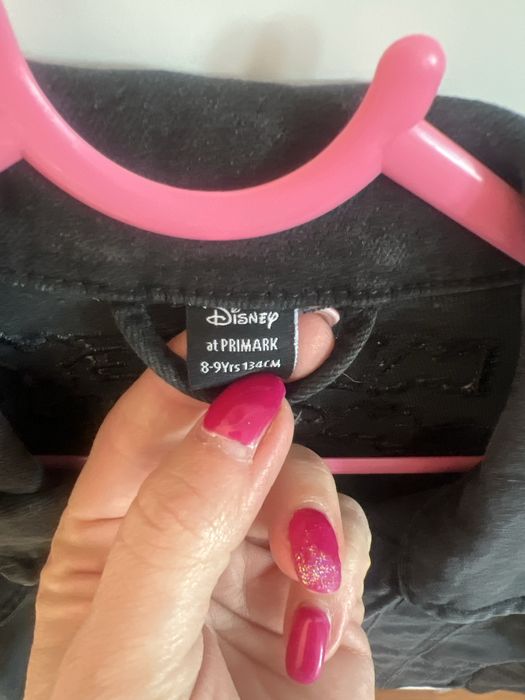 Disney
at PRIMARK
8-9Yrs 134CM